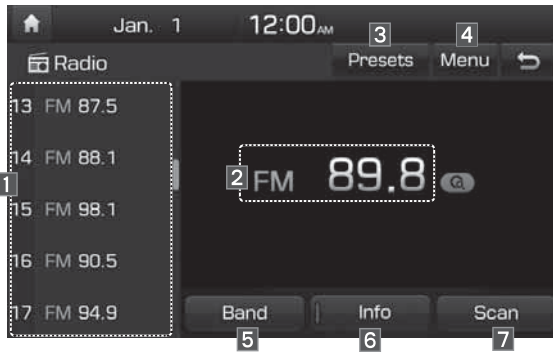 Jan. 1 12:00 AM
3 4
Radio Presets Menu
13 FM 87.5
14 FM 88.1
1
15 FM 98.1
16 FM 90.5
17 FM 94.9
2 FM 89.8
Band Info Scan
5 6 7